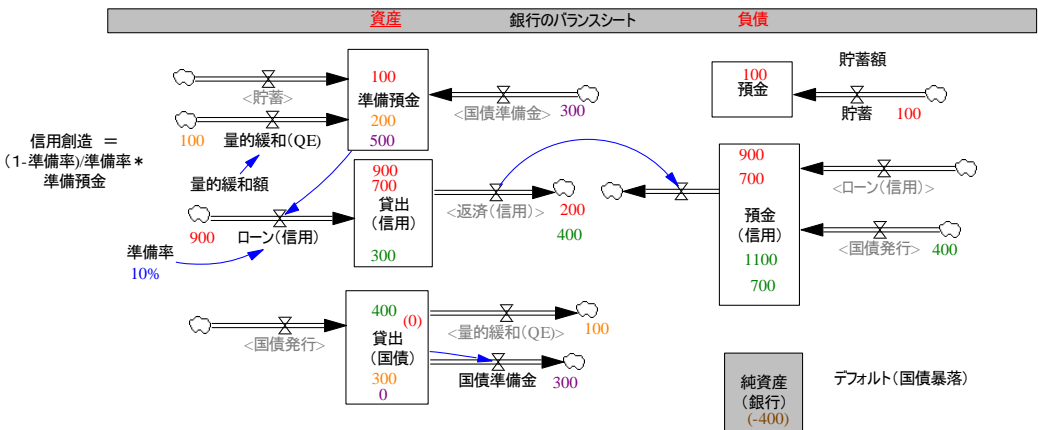 資産 銀行のバランスシート 負債
100
準備預金
200
500
<貯蓄>
100
量的緩和(QE)
量的緩和額
<国債準備金>
300
信用創造 =
(1-準備率)/準備率*
準備預金
100
預金
貯蓄額
貯蓄
100
900
700
貸出
(信用)
300
900
ローン(信用)
準備率
10%
<返済(信用)>
200
400
900
700
預金
(信用)
1100
700
<ローン(信用)>
<国債発行>
400
400
(0)
貸出
(国債)
300
0
<国債発行>
<量的緩和(QE)>
100
国債準備金
300
純資産
(銀行)
(-400)
デフォルト(国債暴落)